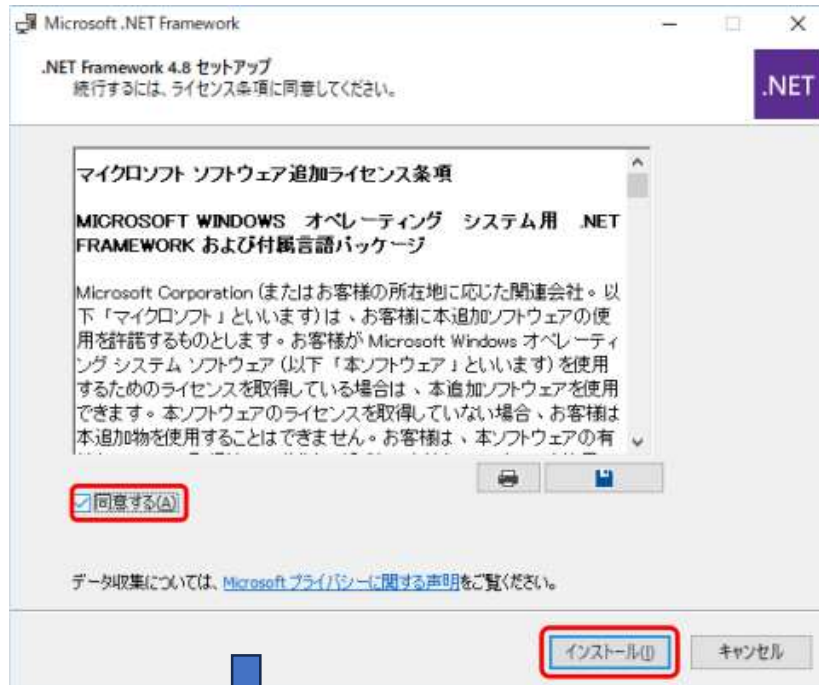 Microsoft .NET Framework
.NET Framework 4.8 セットアップ
続行するには、ライセンス条項に同意してください。
.NET
マイクロソフト ソフトウェア追加ライセンス条項
MICROSOFT WINDOWS オペレーティング システム用 .NET
FRAMEWORK および付属言語パッケージ
Microsoft Corporation (またはお客様の所在地に応じた関連会社。以
下「マイクロソフト」といいます) は、お客様に本追加ソフトウェアの使
用を許諾するものとします。お客様が Microsoft Windows オペレーティ
ング システム ソフトウェア (以下「本ソフトウェア」といいます) を使用
するためのライセンスを取得している場合は、本追加ソフトウェアを使用
できます。本ソフトウェアのライセンスを取得していない場合、お客様は
本追加物を使用することはできません。お客様は、本ソフトウェアの有
同意する(A)
データ収集については、Microsoft プライバシーに関する声明をご覧ください。
インストール(I)
キャンセル